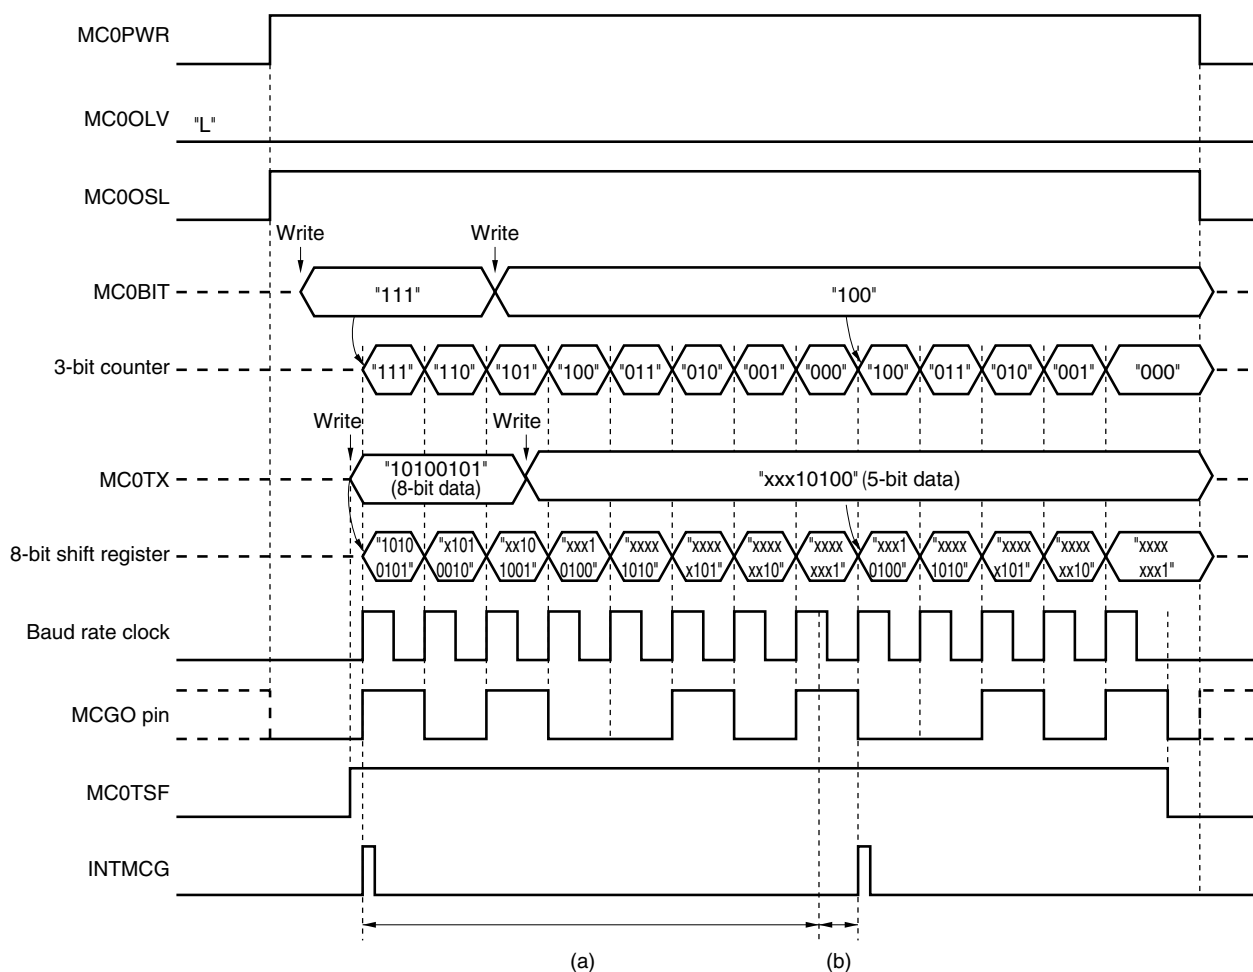 MC0PWR
MC0OLV "L"
MC0OSL
Write Write
MC0BIT "111" "100"
3-bit counter "111" "110" "101" "100" "011" "010" "001" "000" "100" "011" "010" "001" "000"
Write Write
MC0TX "10100101" "xxx10100" (5-bit data)
(8-bit data)
8-bit shift register "1010 "x101 "xx10 "xxx1 "xxxx "xxxx "xxxx "xxxx "xxx1 "xxxx "xxxx "xxxx "xxxx
0101" 0010" 1001" 0100" 1010" x101" xx10" xxx1" 0100" 1010" x101" xx10" xxx1"
Baud rate clock
MCGO pin
MC0TSF
INTMCG
(a) (b)